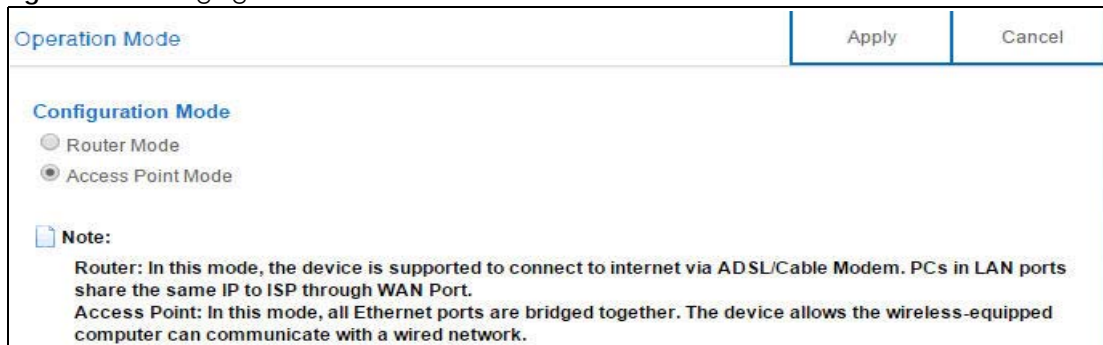 Operation Mode
Apply
Cancel
Configuration Mode
Router Mode
Access Point Mode
Note:
Router: In this mode, the device is supported to connect to internet via ADSL/Cable Modem. PCs in LAN ports
share the same IP to ISP through WAN Port.
Access Point: In this mode, all Ethernet ports are bridged together. The device allows the wireless-equipped
computer can communicate with a wired network.